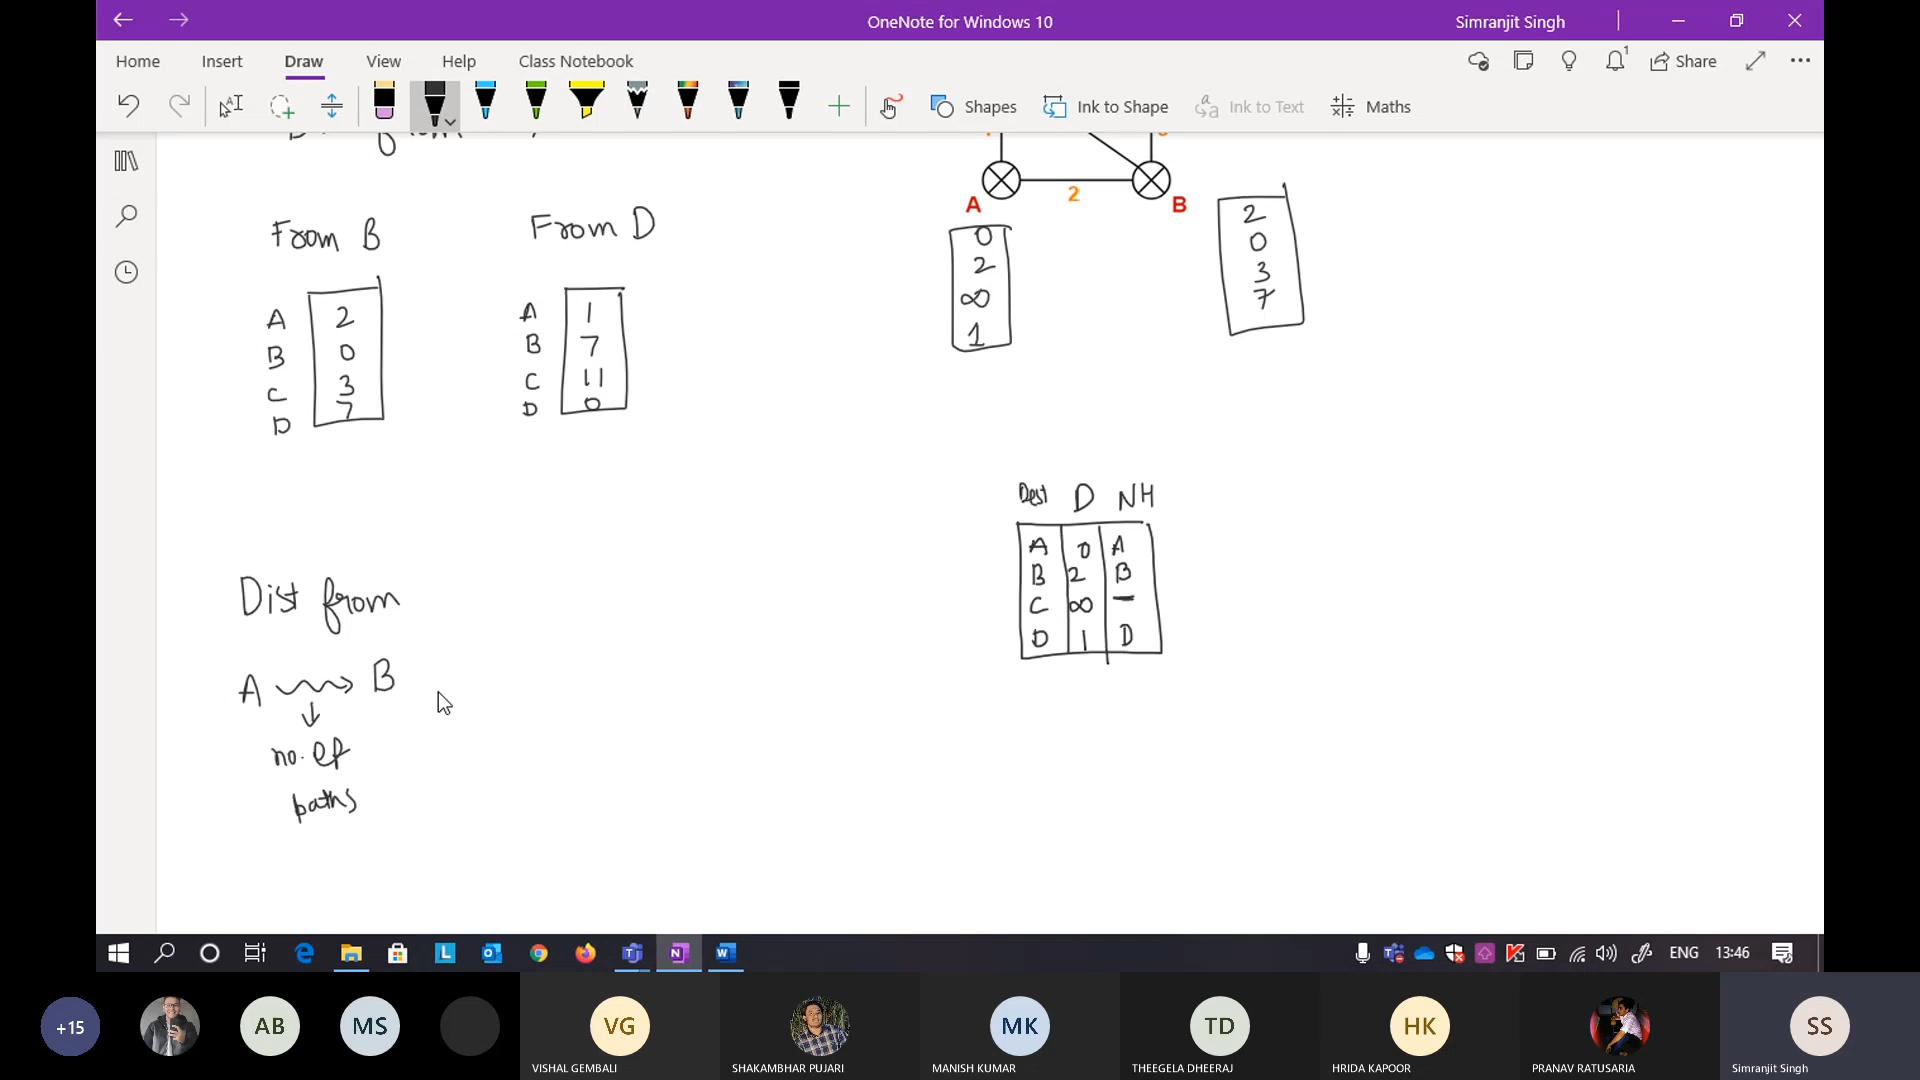 OneNote for Windows 10
Simranjit Singh
Home Insert Draw View Help Class Notebook
1
Share
Shapes
Ink to Shape
Ink to Text
Maths
2
A
B
From B
From D
A 2
B 0
C 3
D 7
A 1
B 7
C 11
D 0
0
2
∞
1
2
0
3
7
Dest D NH
A 0 A
B 2 B
C ∞ –
D 1 D
Dist from
A → B
↓
no. of
paths
ENG 13:46
+15
AB
MS
VG
VISHAL GEMBALI
SHAKAMBHAR PUJARI
MK
MANISH KUMAR
TD
THEEGELA DHEERAJ
HK
HRIDA KAPOOR
PRANAV RATUSARIA
SS
Simranjit Singh